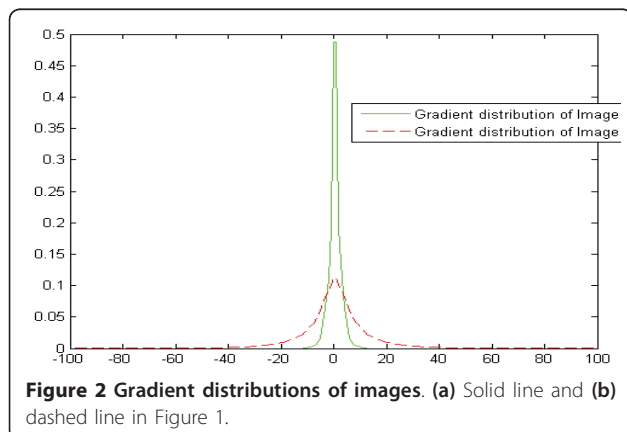 0.5
0.45
0.4
0.35
0.3
0.25
0.2
0.15
0.1
0.05
0
-100 -80 -60 -40 -20 0 20 40 60 80 100
Gradient distribution of Image
Gradient distribution of Image
Figure 2 Gradient distributions of images. (a) Solid line and (b)
dashed line in Figure 1.